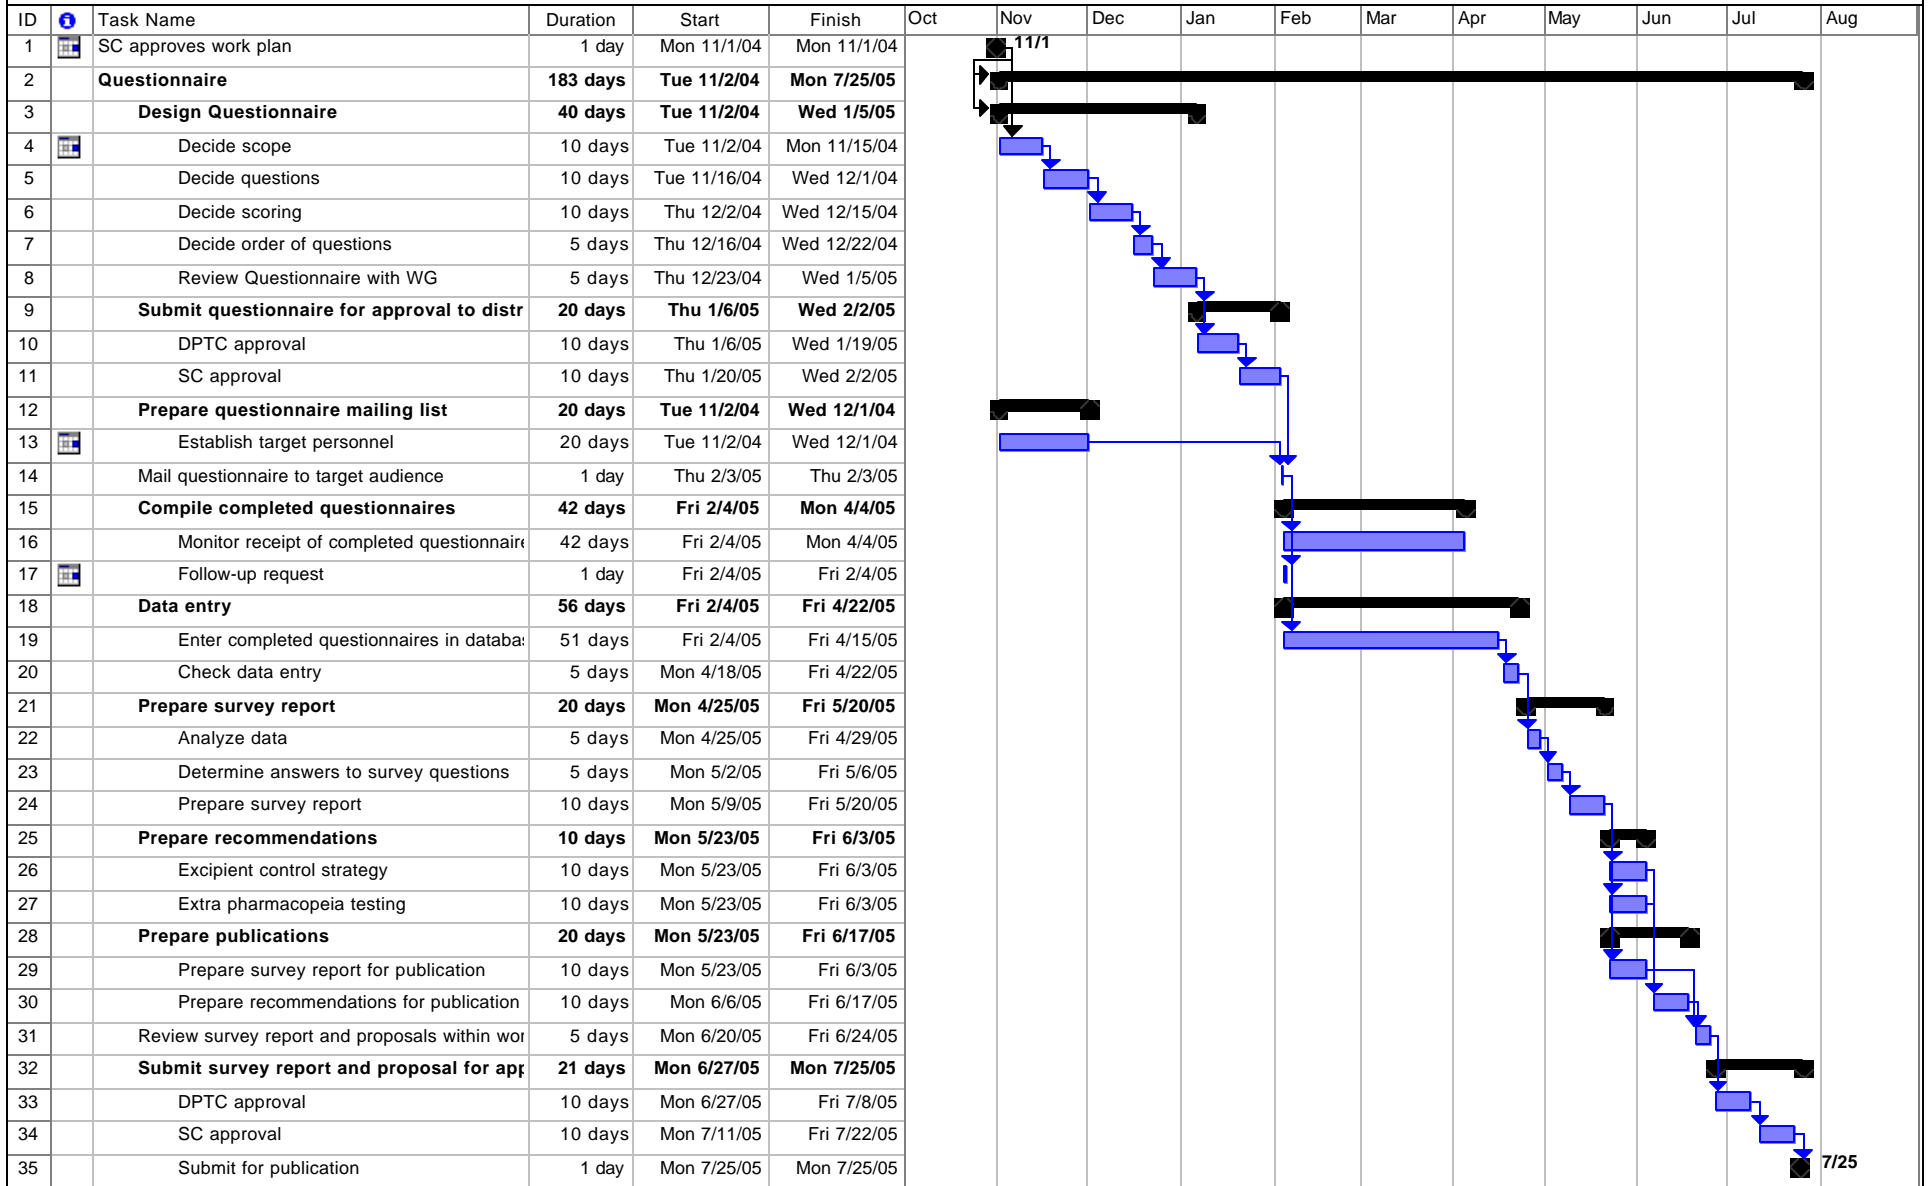 ID Task Name Duration Start Finish Oct Nov Dec Jan Feb Mar Apr May Jun Jul Aug
1 SC approves work plan 1 day Mon 11/1/04 Mon 11/1/04 11/1
2 Questionnaire 183 days Tue 11/2/04 Mon 7/25/05
3 Design Questionnaire 40 days Tue 11/2/04 Wed 1/5/05
4 Decide scope 10 days Tue 11/2/04 Mon 11/15/04
5 Decide questions 10 days Tue 11/16/04 Wed 12/1/04
6 Decide scoring 10 days Thu 12/2/04 Wed 12/15/04
7 Decide order of questions 5 days Thu 12/16/04 Wed 12/22/04
8 Review Questionnaire with WG 5 days Thu 12/23/04 Wed 1/5/05
9 Submit questionnaire for approval to distr 20 days Thu 1/6/05 Wed 2/2/05
10 DPTC approval 10 days Thu 1/6/05 Wed 1/19/05
11 SC approval 10 days Thu 1/20/05 Wed 2/2/05
12 Prepare questionnaire mailing list 20 days Tue 11/2/04 Wed 12/1/04
13 Establish target personnel 20 days Tue 11/2/04 Wed 12/1/04
14 Mail questionnaire to target audience 1 day Thu 2/3/05 Thu 2/3/05
15 Compile completed questionnaires 42 days Fri 2/4/05 Mon 4/4/05
16 Monitor receipt of completed questionnaire 42 days Fri 2/4/05 Mon 4/4/05
17 Follow-up request 1 day Fri 2/4/05 Fri 2/4/05
18 Data entry 56 days Fri 2/4/05 Fri 4/22/05
19 Enter completed questionnaires in databas 51 days Fri 2/4/05 Fri 4/15/05
20 Check data entry 5 days Mon 4/18/05 Fri 4/22/05
21 Prepare survey report 20 days Mon 4/25/05 Fri 5/20/05
22 Analyze data 5 days Mon 4/25/05 Fri 4/29/05
23 Determine answers to survey questions 5 days Mon 5/2/05 Fri 5/6/05
24 Prepare survey report 10 days Mon 5/9/05 Fri 5/20/05
25 Prepare recommendations 10 days Mon 5/23/05 Fri 6/3/05
26 Excipient control strategy 10 days Mon 5/23/05 Fri 6/3/05
27 Extra pharmacopeia testing 10 days Mon 5/23/05 Fri 6/3/05
28 Prepare publications 20 days Mon 5/23/05 Fri 6/17/05
29 Prepare survey report for publication 10 days Mon 5/23/05 Fri 6/3/05
30 Prepare recommendations for publication 10 days Mon 6/6/05 Fri 6/17/05
31 Review survey report and proposals within wor 5 days Mon 6/20/05 Fri 6/24/05
32 Submit survey report and proposal for app 21 days Mon 6/27/05 Mon 7/25/05
33 DPTC approval 10 days Mon 6/27/05 Fri 7/8/05
34 SC approval 10 days Mon 7/11/05 Fri 7/22/05
35 Submit for publication 1 day Mon 7/25/05 Mon 7/25/05 7/25